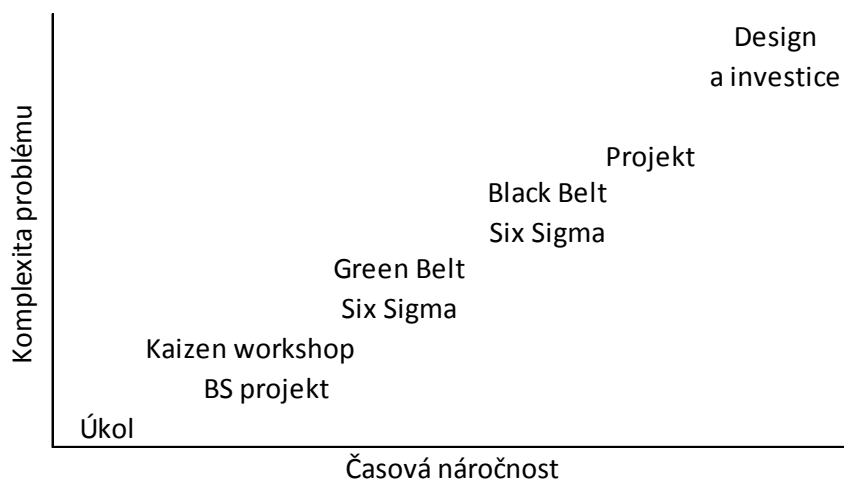 Design
a investice
Projekt
Black Belt
Six Sigma
Green Belt
Six Sigma
Kaizen workshop
BS projekt
Úkol
Komplexita problému
Časová náročnost